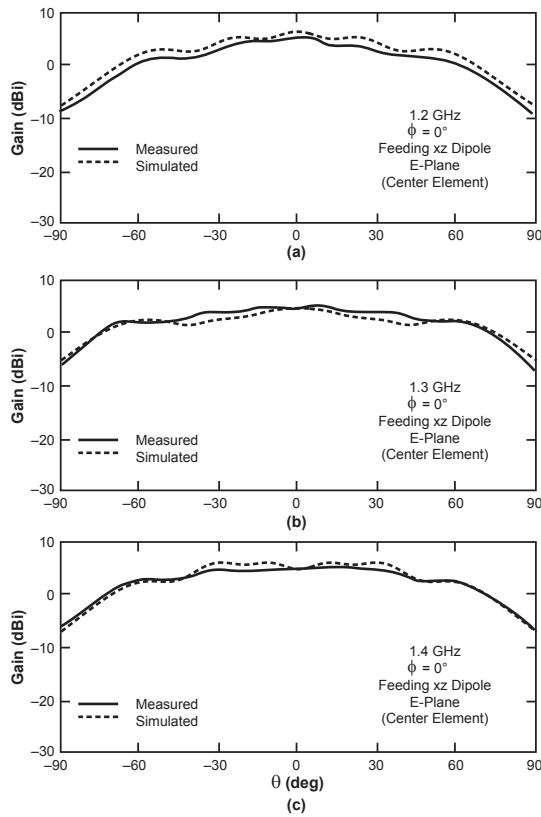 10
0
–10
–20
–30
Gain (dBi)
Measured
Simulated
1.2 GHz
ϕ = 0°
Feeding xz Dipole
E-Plane
(Center Element)
–90 –60 –30 0 30 60 90
(a)
10
0
–10
–20
–30
Gain (dBi)
Measured
Simulated
1.3 GHz
ϕ = 0°
Feeding xz Dipole
E-Plane
(Center Element)
–90 –60 –30 0 30 60 90
(b)
10
0
–10
–20
–30
Gain (dBi)
Measured
Simulated
1.4 GHz
ϕ = 0°
Feeding xz Dipole
E-Plane
(Center Element)
–90 –60 –30 0 30 60 90
θ (deg)
(c)